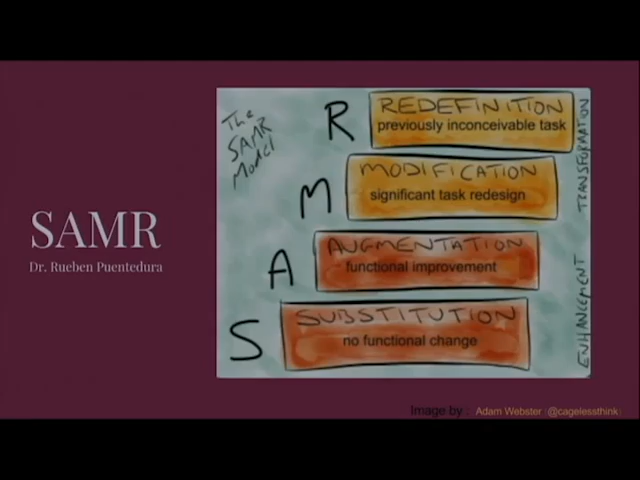 SAMR
Dr. Rueben Puentedura
The
SAMR
Model
R
REDEFINITION
previously inconceivable task
M
MODIFICATION
significant task redesign
A
AUGMENTATION
functional improvement
S
SUBSTITUTION
no functional change
TRANSFORMATION
ENHANCEMENT
Image by : Adam Webster (@cagelessthink)